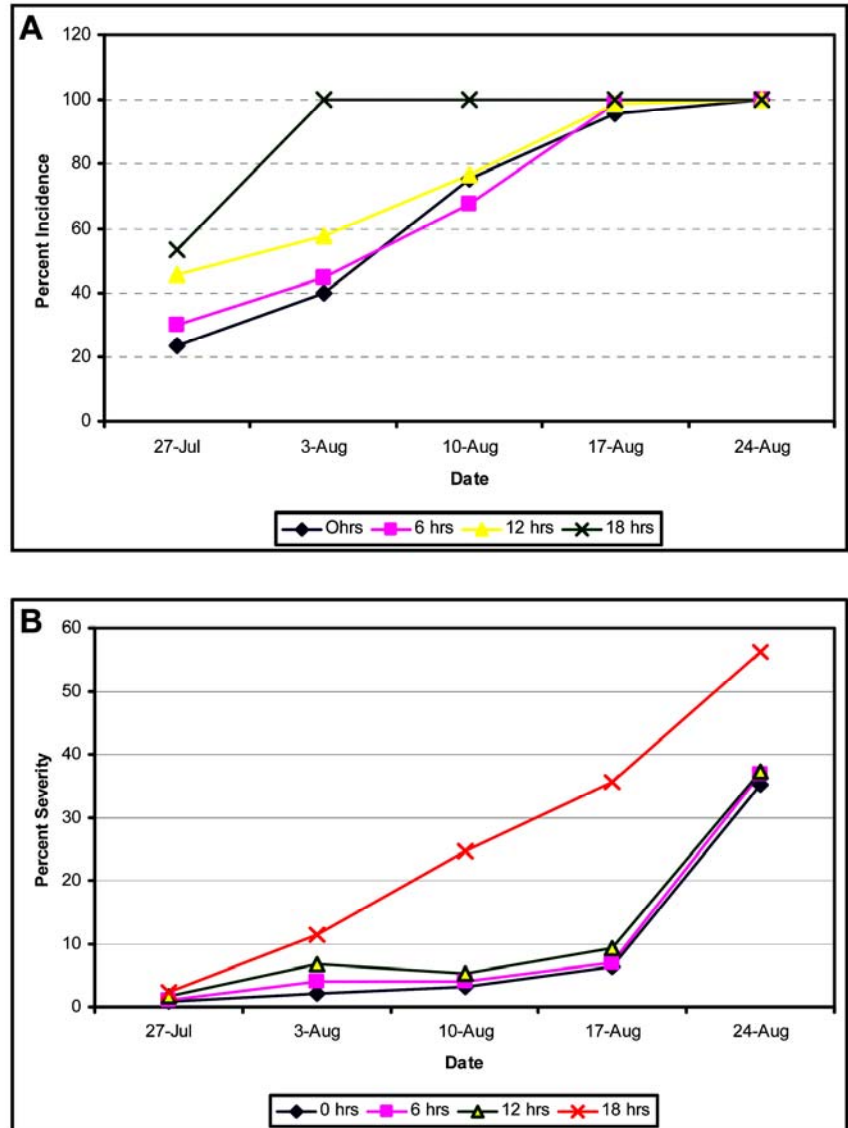 A
120
100
80
60
40
20
0
Percent Incidence
27-Jul 3-Aug 10-Aug 17-Aug 24-Aug
Date
Ohrs 6 hrs 12 hrs 18 hrs
B
60
50
40
30
20
10
0
Percent Severity
27-Jul 3-Aug 10-Aug 17-Aug 24-Aug
Date
0 hrs 6 hrs 12 hrs 18 hrs